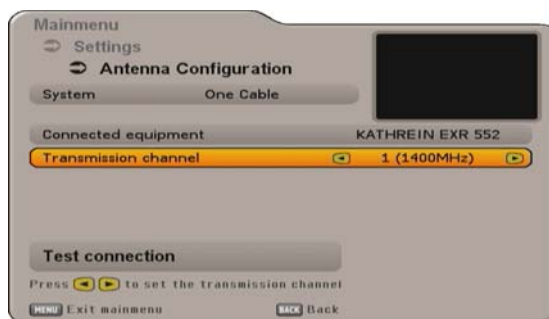 Mainmenu
Settings
Antenna Configuration
System One Cable
Connected equipment KATHREIN EXR 552
Transmission channel 1 (1400MHz)
Test connection
Press to set the transmission channel
MENU Exit mainmenu BACK Back